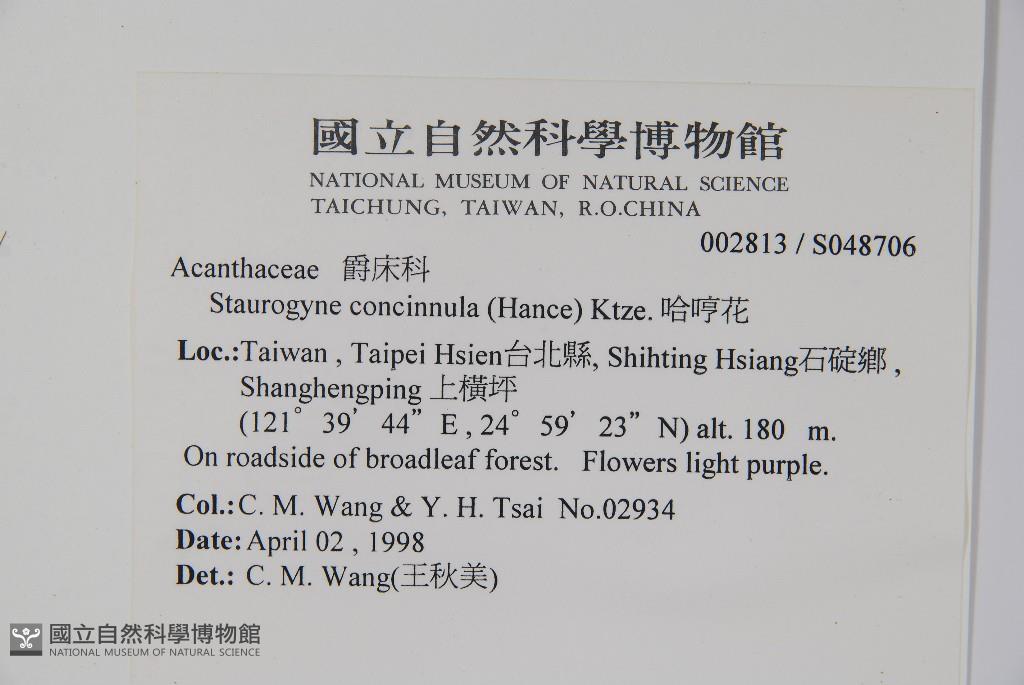 國立自然科學博物館
NATIONAL MUSEUM OF NATURAL SCIENCE
TAICHUNG, TAIWAN, R.O.CHINA
002813 / S048706
Acanthaceae 爵床科
Staurogyne concinnula (Hance) Ktze. 哈哼花
Loc.:Taiwan , Taipei Hsien台北縣, Shihting Hsiang石碇鄉 ,
Shanghengping 上橫坪
(121° 39’ 44” E , 24° 59’ 23” N) alt. 180 m.
On roadside of broadleaf forest. Flowers light purple.
Col.: C. M. Wang & Y. H. Tsai No.02934
Date: April 02 , 1998
Det.: C. M. Wang(王秋美)
國立自然科學博物館
NATIONAL MUSEUM OF NATURAL SCIENCE